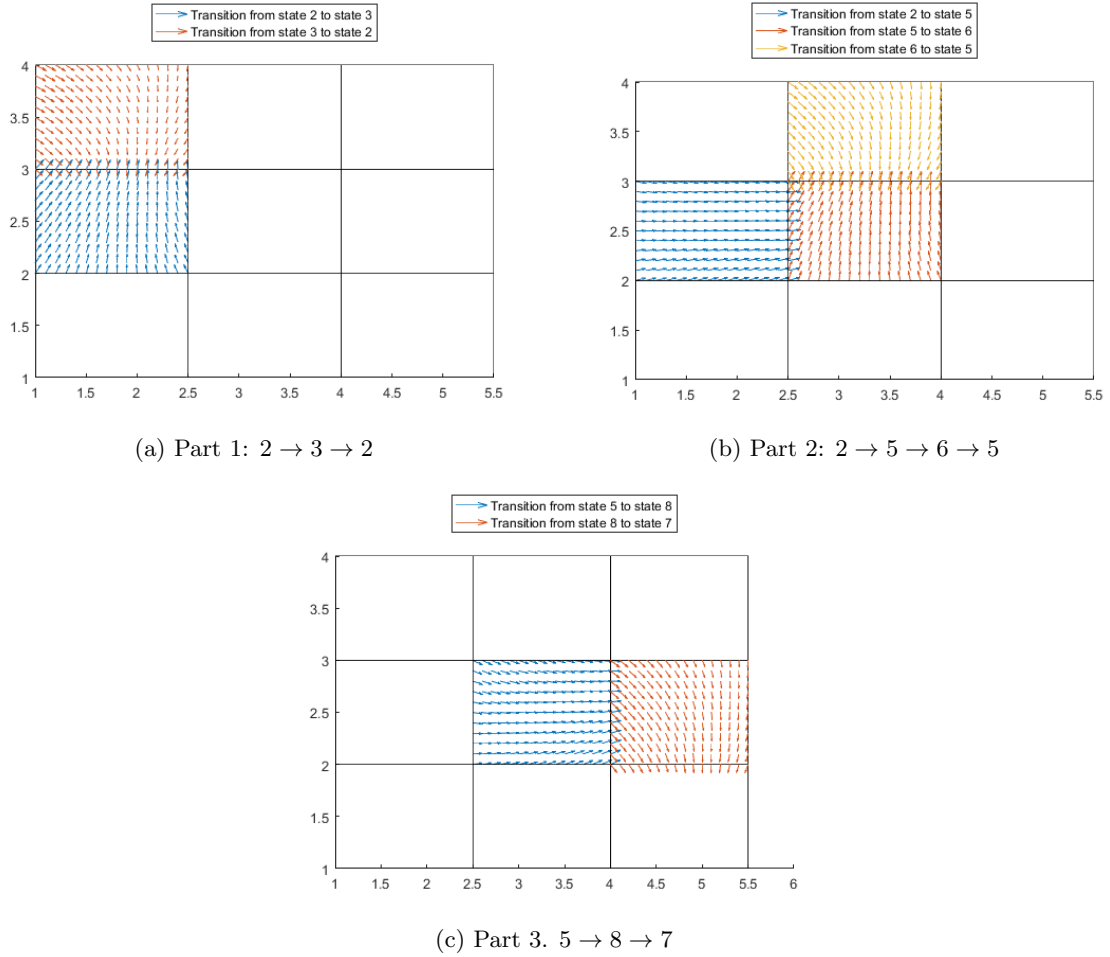 Transition from state 2 to state 3
Transition from state 3 to state 2
4
3.5
3
2.5
2
1.5
1
1 1.5 2 2.5 3 3.5 4 4.5 5 5.5
(a) Part 1: 2 → 3 → 2
Transition from state 2 to state 5
Transition from state 5 to state 6
Transition from state 6 to state 5
4
3.5
3
2.5
2
1.5
1
1 1.5 2 2.5 3 3.5 4 4.5 5 5.5
(b) Part 2: 2 → 5 → 6 → 5
Transition from state 5 to state 8
Transition from state 8 to state 7
4
3.5
3
2.5
2
1.5
1
1 1.5 2 2.5 3 3.5 4 4.5 5 5.5 6
(c) Part 3. 5 → 8 → 7